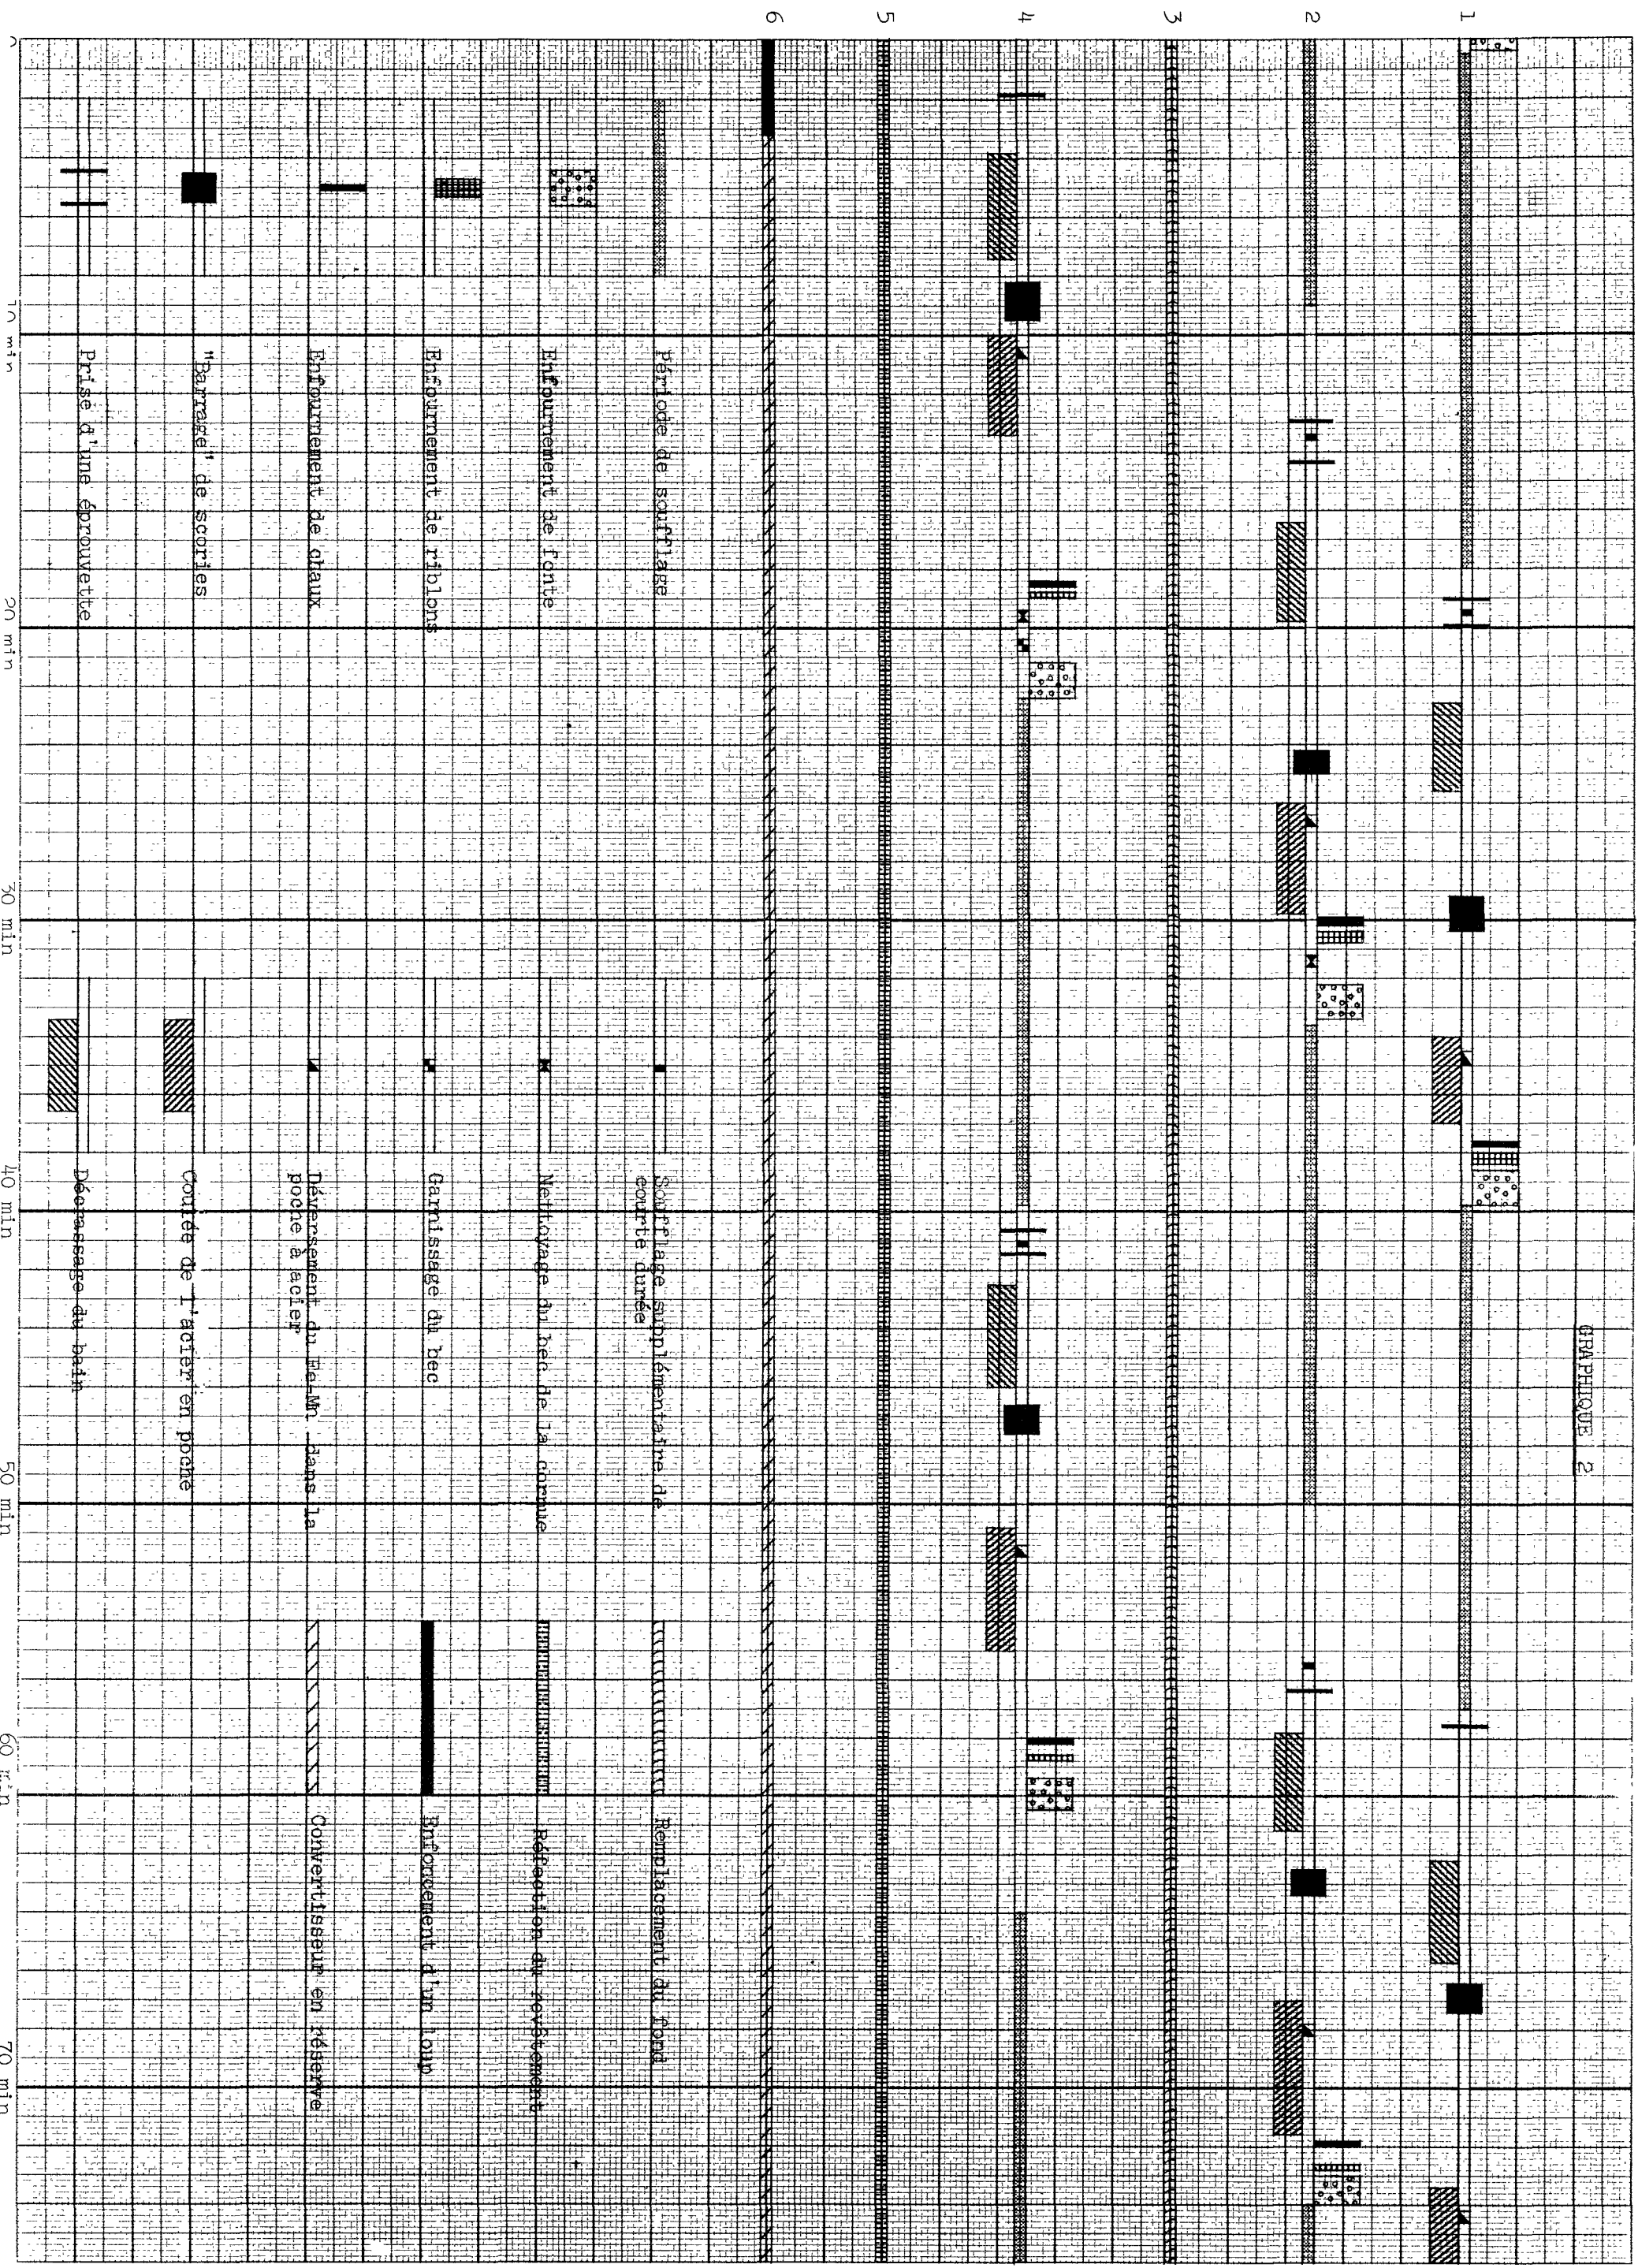 GRAPHIQUE 2
1
2
3
4
5
6
Période de soufflage
Enfournement de fonte
Enfournement de riblons
Enfournement de chaux
"Barrage" de scories
Prise d'une éprouvette
Soufflage supplémentaire de
courte durée
Nettoyage du bec de la cornue
Garnissage du bec
Déversement du Fe-Mn dans la
poche à acier
Coulée de l'acier en poche
Décrassage du bain
Remplacement du fond
Réfection du revêtement
Enfoncement d'un loup
Convertisseur en réserve
20 min
30 min
40 min
50 min
60 min
70 min